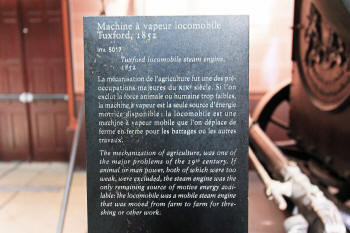 Machine à vapeur locomobile
Tuxford, 1852
Inv. 5017
Tuxford locomobile steam engine,
1852
La mécanisation de l'agriculture fut une des pré-
occupations majeures du XIXe siècle. Si l'on
exclut la force animale ou humaine trop faibles,
la machine à vapeur est la seule source d'énergie
motrice disponible : la locomobile est une
machine à vapeur mobile que l'on déplace de
ferme en ferme pour les battages ou les autres
travaux.
The mechanization of agriculture, was one of
the major problems of the 19th century. If
animal or man power, both of which were too
weak, were excluded, the steam engine was the
only remaining source of motive energy avai-
lable: the locomobile was a mobile steam engine
that was moved from farm to farm for thre-
shing or other work.